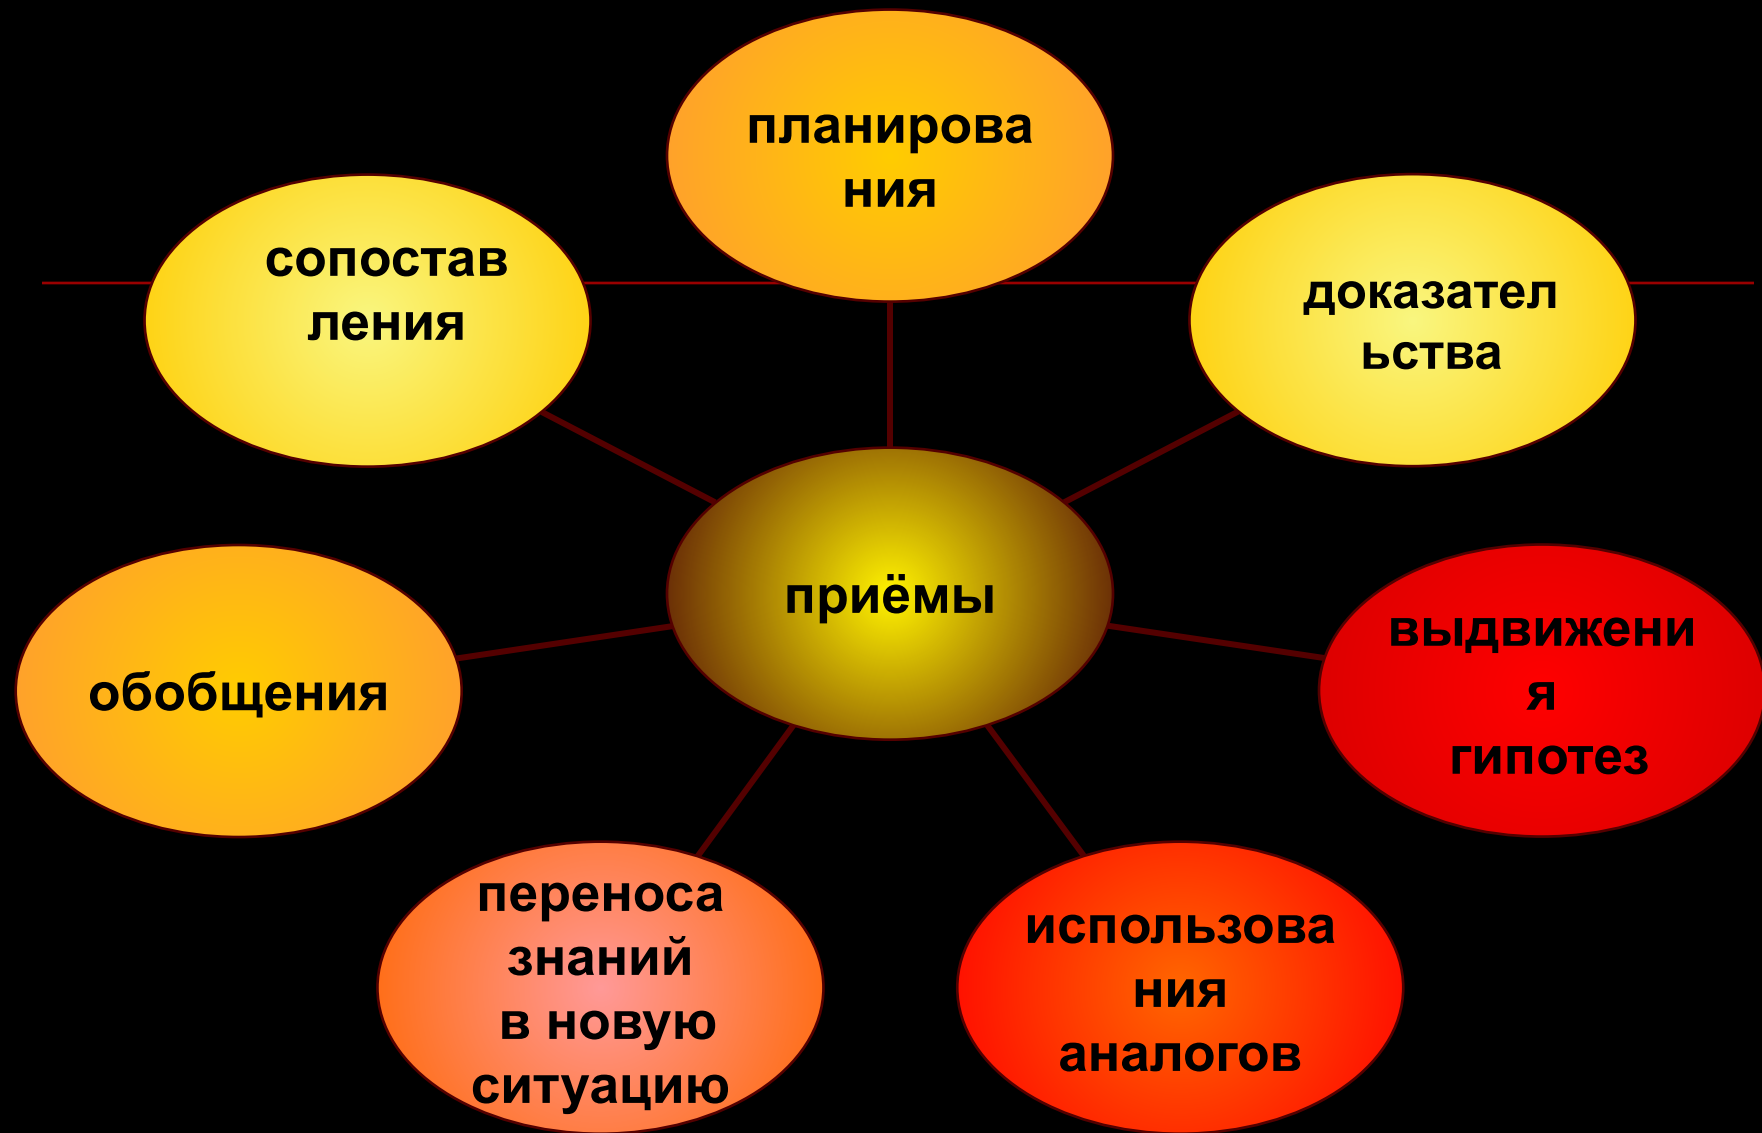 планирова
ния
сопостав
ления
доказател
ьства
приёмы
обобщения
выдвижени
я
гипотез
переноса
знаний
в новую
ситуацию
использова
ния
аналогов